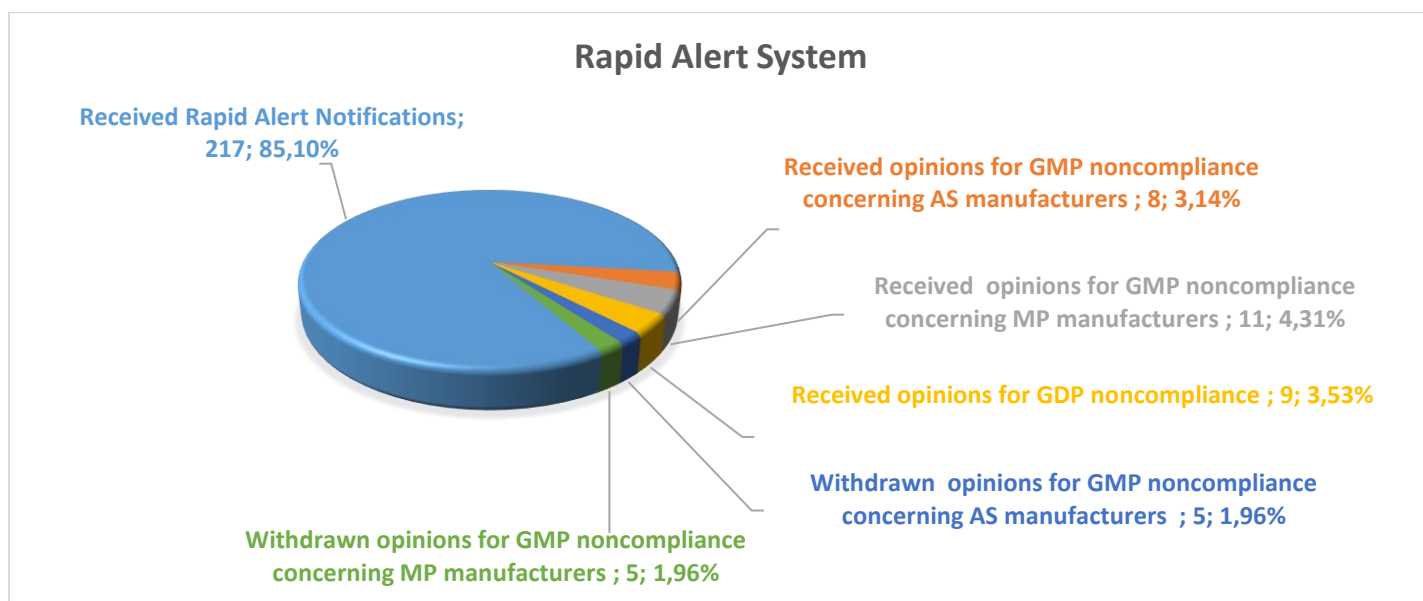 Rapid Alert System
Received Rapid Alert Notifications;
217; 85,10%
Received opinions for GMP noncompliance
concerning AS manufacturers ; 8; 3,14%
Received  opinions for GMP noncompliance
concerning MP manufacturers ; 11; 4,31%
Received opinions for GDP noncompliance ; 9; 3,53%
Withdrawn  opinions for GMP noncompliance
concerning AS manufacturers  ; 5; 1,96%
Withdrawn opinions for GMP noncompliance
concerning MP manufacturers ; 5; 1,96%